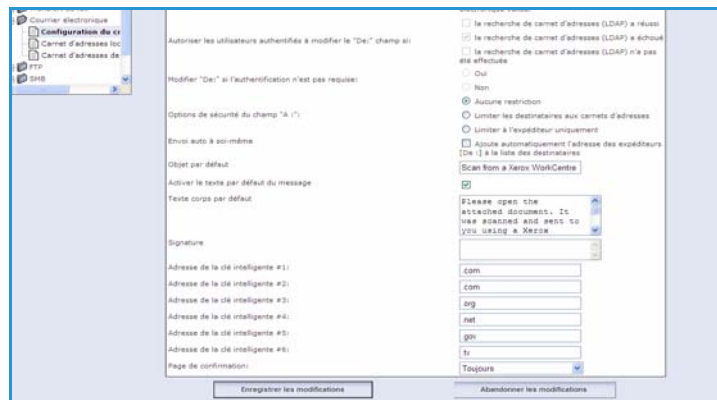 Courrier électronique
Configuration du co
Carnet d'adresses loc
Carnet d'adresses de
FTP
SMB
la recherche de carnet d'adresses (LDAP) a réussi
Autoriser les utilisateurs authentifiés à modifier le "De:" champ si:
la recherche de carnet d'adresses (LDAP) a échoué
la recherche de carnet d'adresses (LDAP) n'a pas
été effectuée
Modifier "De:" si l'authentification n'est pas requise:
Oui
Non
Options de sécurité du champ "A :":
Aucune restriction
Limiter les destinataires aux carnets d'adresses
Limiter à l'expéditeur uniquement
Envoi auto à soi-même
Ajoute automatiquement l'adresse des expéditeurs
[De :] à la liste des destinataires
Objet par défaut
Scan from a Xerox WorkCentre
Activer le texte par défaut du message
Texte corps par défaut
Please open the
attached document. It
was scanned and sent to
you using a Xerox
Signature
Adresse de la clé intelligente #1:
.com
Adresse de la clé intelligente #2:
.com
Adresse de la clé intelligente #3:
.org
Adresse de la clé intelligente #4:
.net
Adresse de la clé intelligente #5:
.gov
Adresse de la clé intelligente #6:
.tv
Page de confirmation:
Toujours
Enregistrer les modifications
Abandonner les modifications